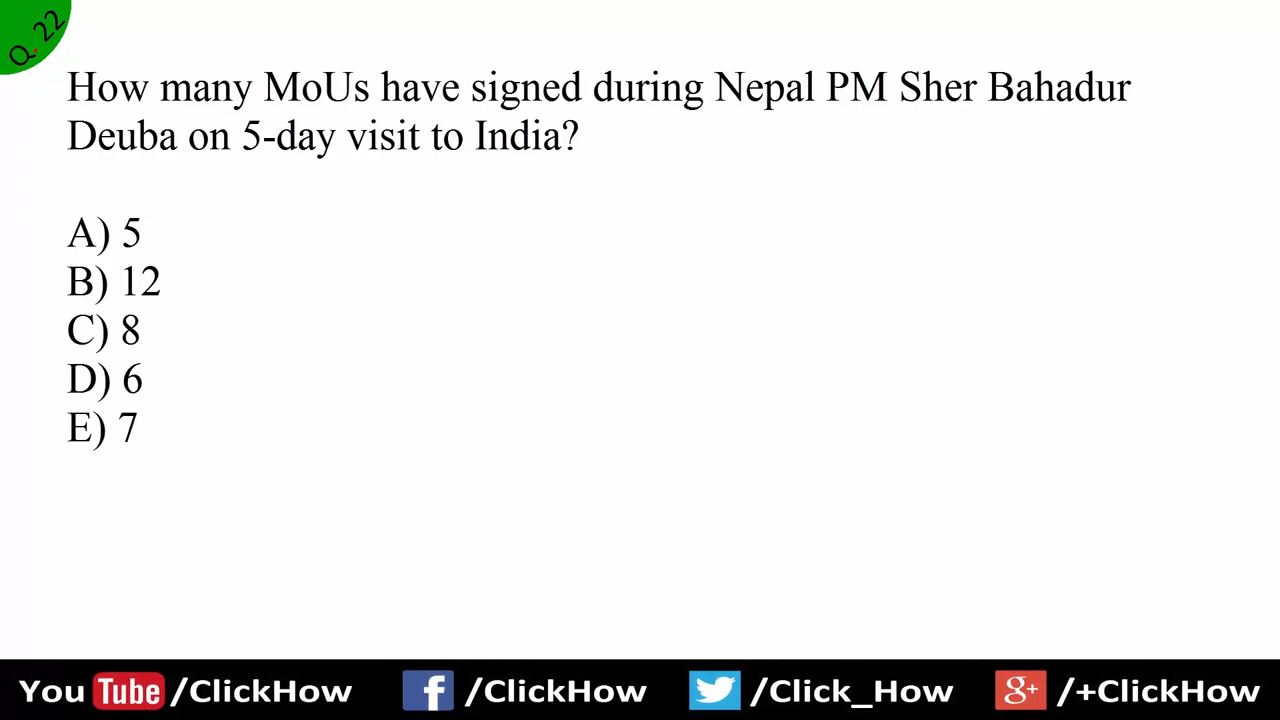 Q. 22
How many MoUs have signed during Nepal PM Sher Bahadur
Deuba on 5-day visit to India?
A) 5
B) 12
C) 8
D) 6
E) 7
You Tube /ClickHow f /ClickHow /Click_How g+ /+ClickHow